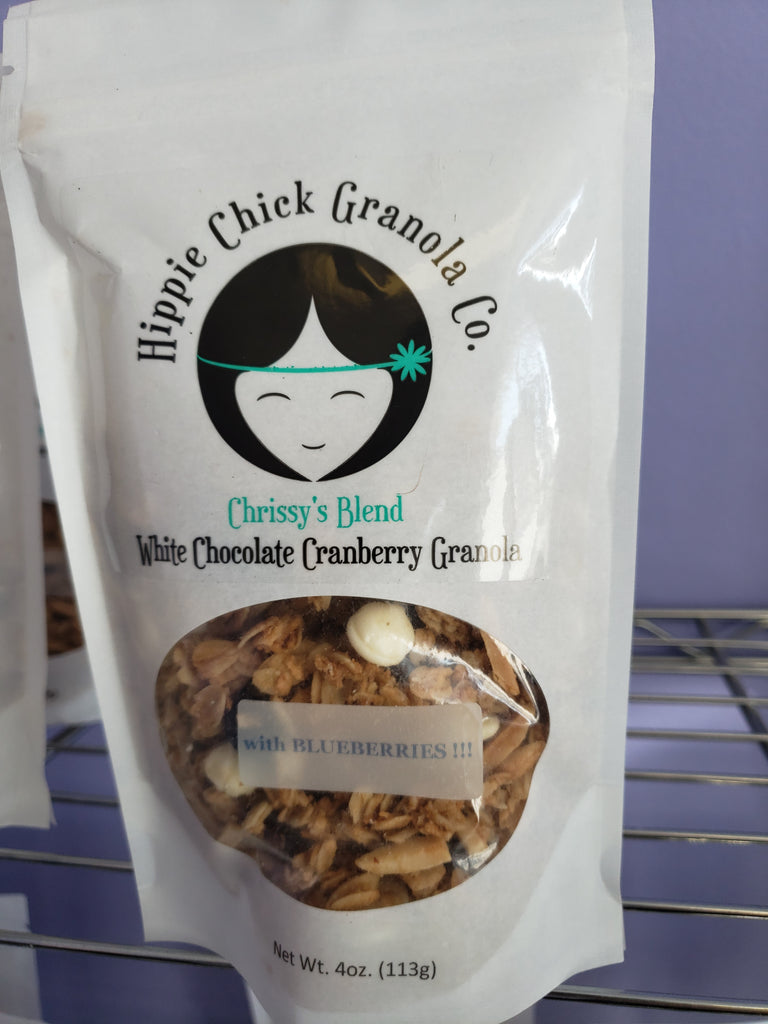 Hippie Chick Granola Co.
Chrissy's Blend
White Chocolate Cranberry Granola
with BLUEBERRIES !!!
Net Wt. 4oz. (113g)